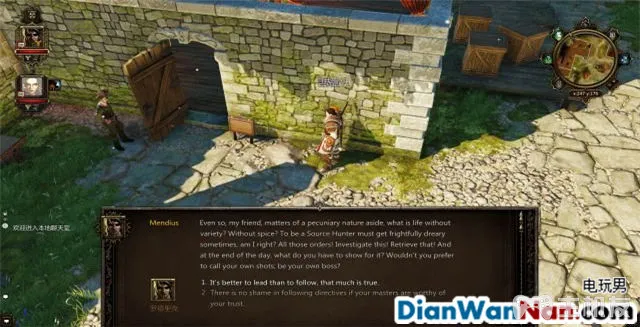 x:247 y:176
欢迎进入本地聊天室
Mendius
Even so, my friend, matters of a pecuniary nature aside, what is life without
variety? Without spice? To be a Source Hunter must get frightfully dreary
sometimes, am I right? All those orders! Investigate this! Retrieve that! And
at the end of the day, what do you have to show for it? Wouldn't you prefer
to call your own shots; be your own boss?
1. It's better to lead than to follow, that much is true.
2. There is no shame in following directives if your masters are worthy of
your trust.
电玩男
DianWanNan.com